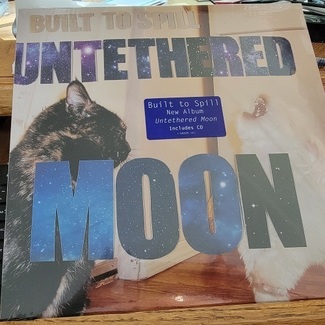 BUILT TO SPILL
UNTETHERED
Built to Spill
New Album
Untethered Moon
Includes CD
MOON